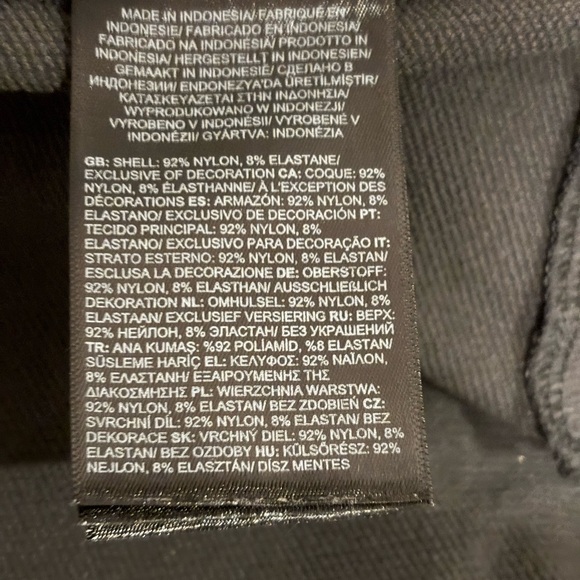 MADE IN INDONESIA/ FABRIQUÉ EN
INDONESIE/ FABRICADO EN INDONESIA/
FABRICADO NA INDONÉSIA/ PRODOTTO IN
INDONESIA/ HERGESTELLT IN INDONESIEN/
GEMAAKT IN INDONESIË/ СДЕЛАНО В
ИНДОНЕЗИИ/ ENDONEZYA'DA ÜRETİLMİŞTİR/
ΚΑΤΑΣΚΕΥΑΖΕΤΑΙ ΣΤΗΝ ΙΝΔΟΝΗΣΙΑ/
WYPRODUKOWANO W INDONEZJI/
VYROBENO V INDONÉSII/ VYROBENÉ V
INDONÉZII/ GYÁRTVA: INDONÉZIA
GB: SHELL: 92% NYLON, 8% ELASTANE/
EXCLUSIVE OF DECORATION CA: COQUE: 92%
NYLON, 8% ÉLASTHANNE/ À L'EXCEPTION DES
DÉCORATIONS ES: ARMAZÓN: 92% NYLON, 8%
ELASTANO/ EXCLUSIVO DE DECORACIÓN PT:
TECIDO PRINCIPAL: 92% NYLON, 8%
ELASTANO/ EXCLUSIVO PARA DECORAÇÃO IT:
STRATO ESTERNO: 92% NYLON, 8% ELASTAN/
ESCLUSA LA DECORAZIONE DE: OBERSTOFF:
92% NYLON, 8% ELASTHAN/ AUSSCHLIEßLICH
DEKORATION NL: OMHULSEL: 92% NYLON, 8%
ELASTAAN/ EXCLUSIEF VERSIERING RU: ВЕРХ:
92% НЕЙЛОН, 8% ЭЛАСТАН/ БЕЗ УКРАШЕНИЙ
TR: ANA KUMAŞ: %92 POLİAMİD, %8 ELASTAN/
SÜSLEME HARİÇ EL: ΚΕΛΥΦΟΣ: 92% ΝΑΪΛΟΝ,
8% ΕΛΑΣΤΑΝΗ/ ΕΞΑΙΡΟΥΜΕΝΗΣ ΤΗΣ
ΔΙΑΚΟΣΜΗΣΗΣ PL: WIERZCHNIA WARSTWA:
92% NYLON, 8% ELASTAN/ BEZ ZDOBIEŃ CZ:
SVRCHNÍ DÍL: 92% NYLON, 8% ELASTAN/ BEZ
DEKORACE SK: VRCHNÝ DIEL: 92% NYLON, 8%
ELASTAN/ BEZ OZDOBY HU: KÜLSŐRÉSZ: 92%
NEJLON, 8% ELASZTÁN/ DÍSZ MENTES